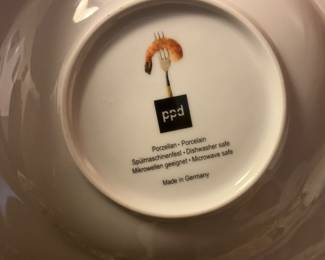 ppd
Porzellan • Porcelain
Spülmaschinenfest • Dishwasher safe
Mikrowellen geeignet • Microwave safe
Made in Germany